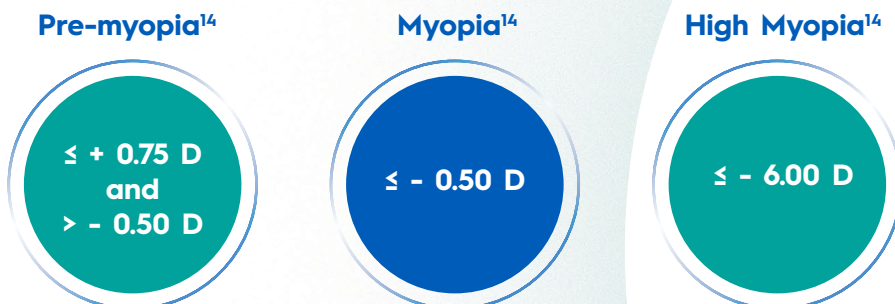 Pre-myopia¹⁴
≤ + 0.75 D
and
> - 0.50 D
Myopia¹⁴
≤ - 0.50 D
High Myopia¹⁴
≤ - 6.00 D